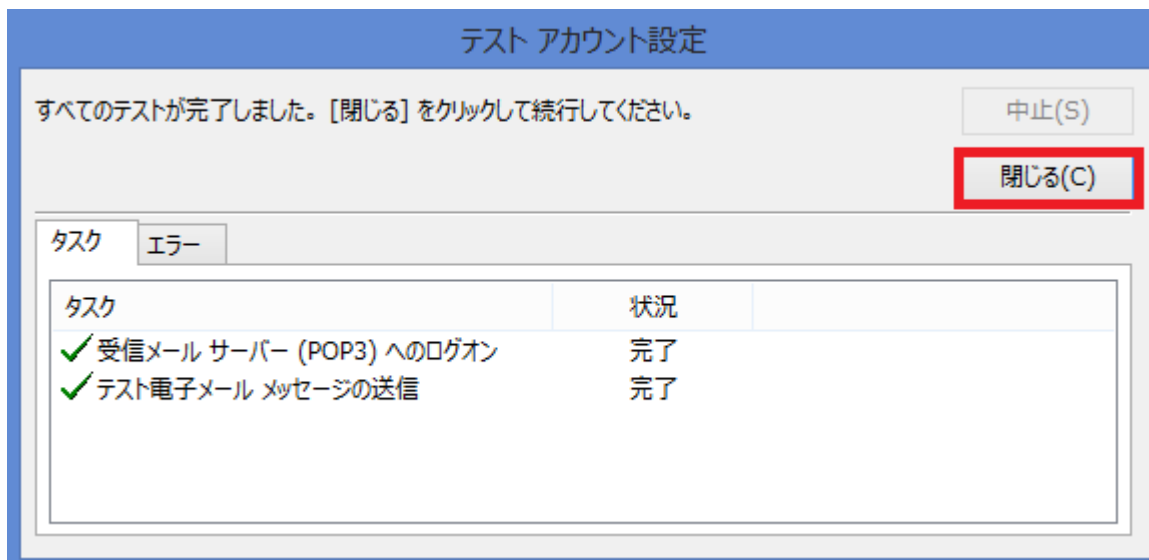 テスト アカウント設定
すべてのテストが完了しました。[閉じる] をクリックして続行してください。
中止(S)
閉じる(C)
タスク エラー
タスク 状況
受信メール サーバー (POP3) へのログオン 完了
テスト電子メール メッセージの送信 完了